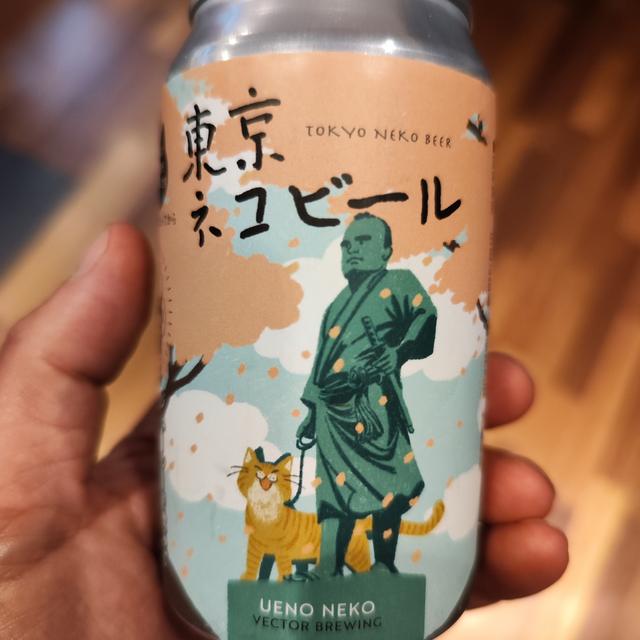 東京
TOKYO NEKO BEER
ネコビール
UENO NEKO
VECTOR BREWING